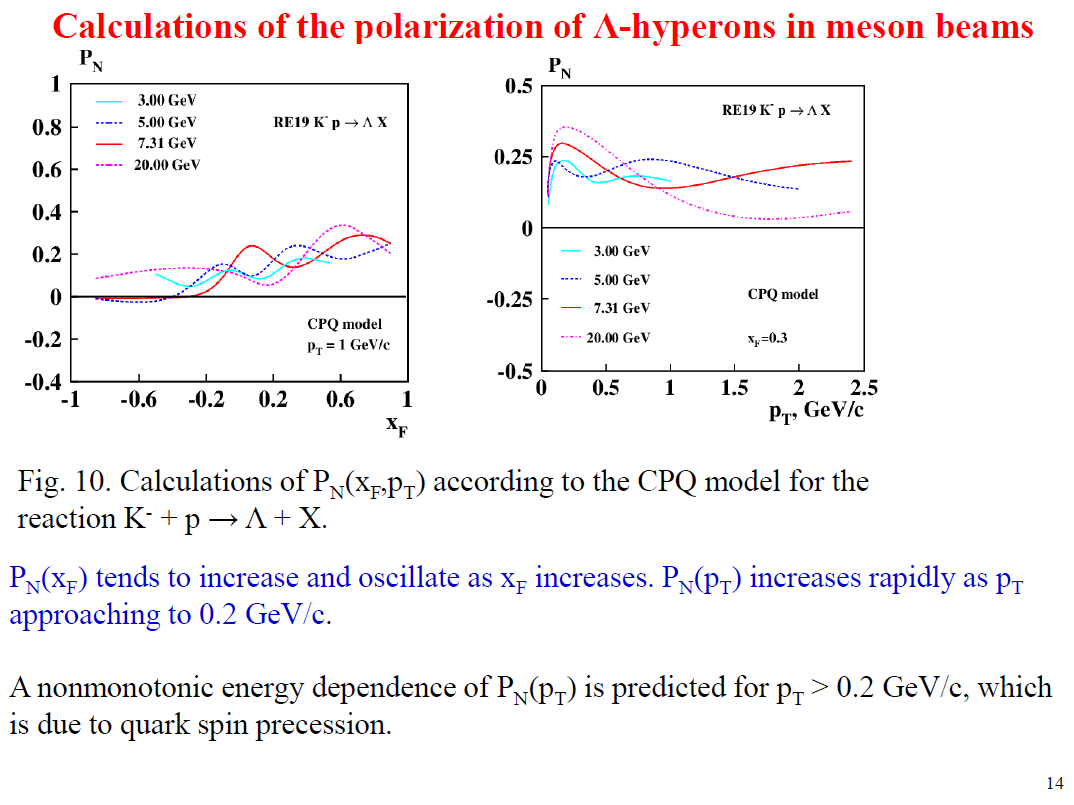 Calculations of the polarization of Λ-hyperons in meson beams
P_N
1
0.8
0.6
0.4
0.2
0
-0.2
-0.4
3.00 GeV
5.00 GeV
7.31 GeV
20.00 GeV
RE19 K⁻ p → Λ X
CPQ model
p_T = 1 GeV/c
-1 -0.6 -0.2 0.2 0.6 1
x_F
P_N
0.5
0.25
0
-0.25
-0.5
RE19 K⁻ p → Λ X
3.00 GeV
5.00 GeV
7.31 GeV
20.00 GeV
CPQ model
x_F=0.3
0 0.5 1 1.5 2 2.5
p_T, GeV/c
Fig. 10. Calculations of P_N(x_F,p_T) according to the CPQ model for the
reaction K⁻ + p → Λ + X.
P_N(x_F) tends to increase and oscillate as x_F increases. P_N(p_T) increases rapidly as p_T
approaching to 0.2 GeV/c.
A nonmonotonic energy dependence of P_N(p_T) is predicted for p_T > 0.2 GeV/c, which
is due to quark spin precession.
14